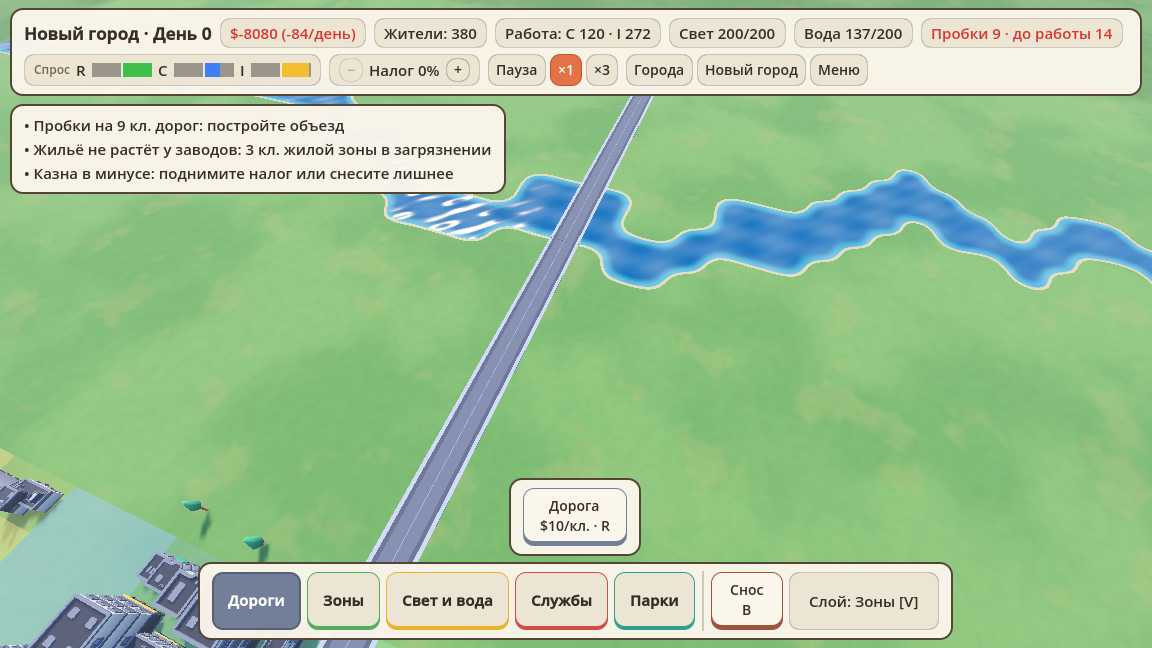 Новый город · День 0
$-8080 (-84/день)
Жители: 380
Работа: C 120 · I 272
Свет 200/200
Вода 137/200
Пробки 9 · до работы 14
Спрос R C I
− Налог 0% +
Пауза
×1
×3
Города
Новый город
Меню
• Пробки на 9 кл. дорог: постройте объезд
• Жильё не растёт у заводов: 3 кл. жилой зоны в загрязнении
• Казна в минусе: поднимите налог или снесите лишнее
Дорога
$10/кл. · R
Дороги
Зоны
Свет и вода
Службы
Парки
Снос
B
Слой: Зоны [V]